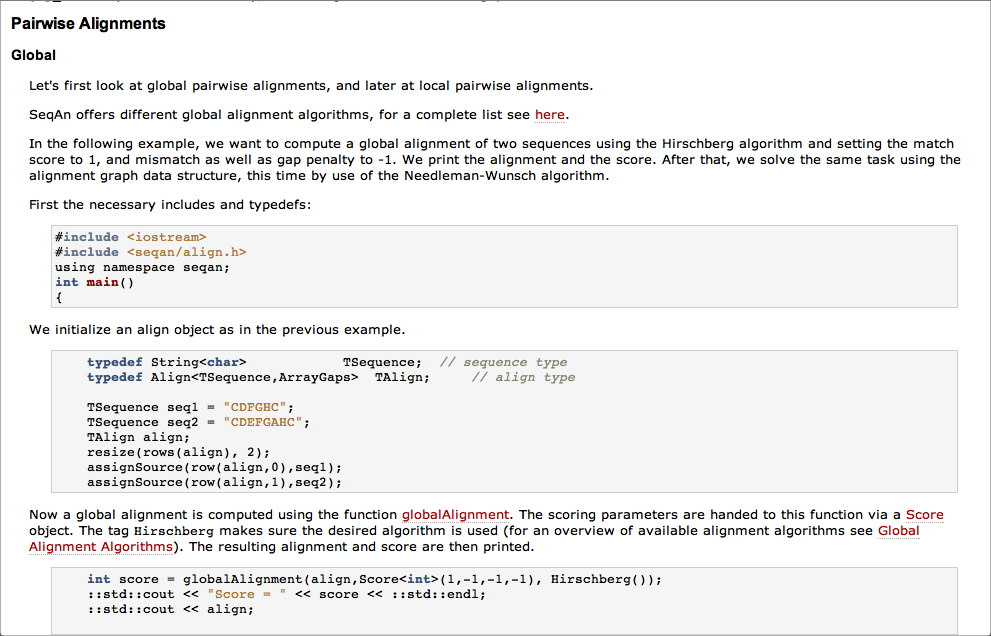 Pairwise Alignments
Global
Let's first look at global pairwise alignments, and later at local pairwise alignments.
SeqAn offers different global alignment algorithms, for a complete list see here.
In the following example, we want to compute a global alignment of two sequences using the Hirschberg algorithm and setting the match
score to 1, and mismatch as well as gap penalty to -1. We print the alignment and the score. After that, we solve the same task using the
alignment graph data structure, this time by use of the Needleman-Wunsch algorithm.
First the necessary includes and typedefs:
#include <iostream>
#include <seqan/align.h>
using namespace seqan;
int main()
{
We initialize an align object as in the previous example.
typedef String<char>            TSequence;  // sequence type
typedef Align<TSequence,ArrayGaps>  TAlign;     // align type
TSequence seq1 = "CDFGHC";
TSequence seq2 = "CDEFGAHC";
TAlign align;
resize(rows(align), 2);
assignSource(row(align,0),seq1);
assignSource(row(align,1),seq2);
Now a global alignment is computed using the function globalAlignment. The scoring parameters are handed to this function via a Score
object. The tag Hirschberg makes sure the desired algorithm is used (for an overview of available alignment algorithms see Global
Alignment Algorithms). The resulting alignment and score are then printed.
int score = globalAlignment(align,Score<int>(1,-1,-1,-1), Hirschberg());
::std::cout << "Score = " << score << ::std::endl;
::std::cout << align;